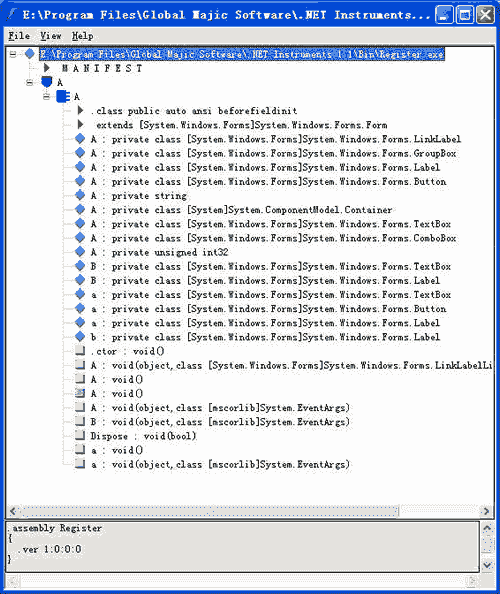 E:\Program Files\Global Majic Software\.NET Instruments...
File View Help
E:\Program Files\Global Majic Software\.NET Instruments 1.1\Bin\Register.exe
M A N I F E S T
A
A
.class public auto ansi beforefieldinit
extends [System.Windows.Forms]System.Windows.Forms.Form
A : private class [System.Windows.Forms]System.Windows.Forms.LinkLabel
A : private class [System.Windows.Forms]System.Windows.Forms.GroupBox
A : private class [System.Windows.Forms]System.Windows.Forms.Label
A : private class [System.Windows.Forms]System.Windows.Forms.Button
A : private string
A : private class [System]System.ComponentModel.Container
A : private class [System.Windows.Forms]System.Windows.Forms.TextBox
A : private class [System.Windows.Forms]System.Windows.Forms.ComboBox
A : private unsigned int32
B : private class [System.Windows.Forms]System.Windows.Forms.TextBox
B : private class [System.Windows.Forms]System.Windows.Forms.Label
a : private class [System.Windows.Forms]System.Windows.Forms.TextBox
a : private class [System.Windows.Forms]System.Windows.Forms.Button
a : private class [System.Windows.Forms]System.Windows.Forms.Label
b : private class [System.Windows.Forms]System.Windows.Forms.Label
.ctor : void()
A : void(object,class [System.Windows.Forms]System.Windows.Forms.LinkLabelLi
A : void()
A : void()
A : void(object,class [mscorlib]System.EventArgs)
B : void(object,class [mscorlib]System.EventArgs)
Dispose : void(bool)
a : void()
a : void(object,class [mscorlib]System.EventArgs)
.assembly Register
{
.ver 1:0:0:0
}